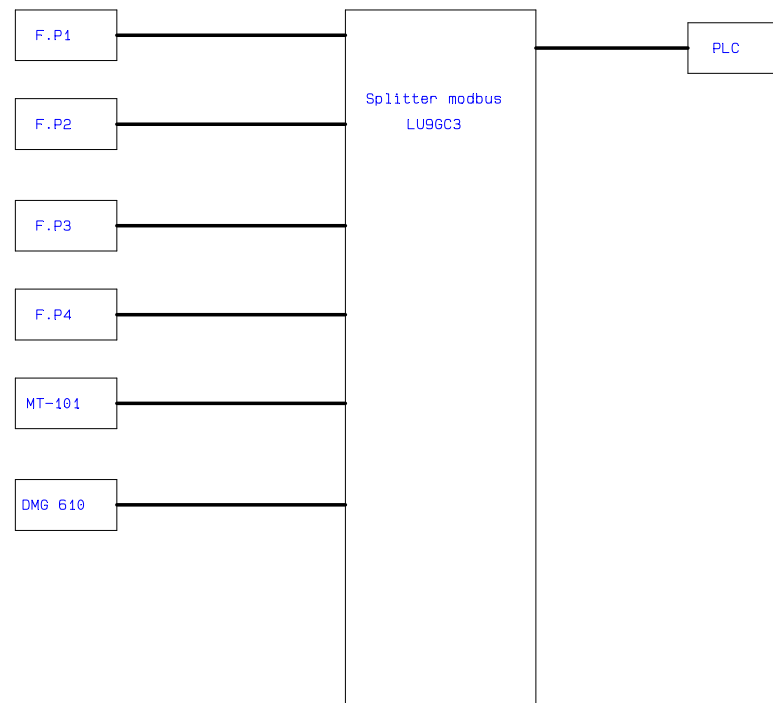 F.P1
PLC
Splitter modbus
LU9GC3
F.P2
F.P3
F.P4
MT-101
DMG 610